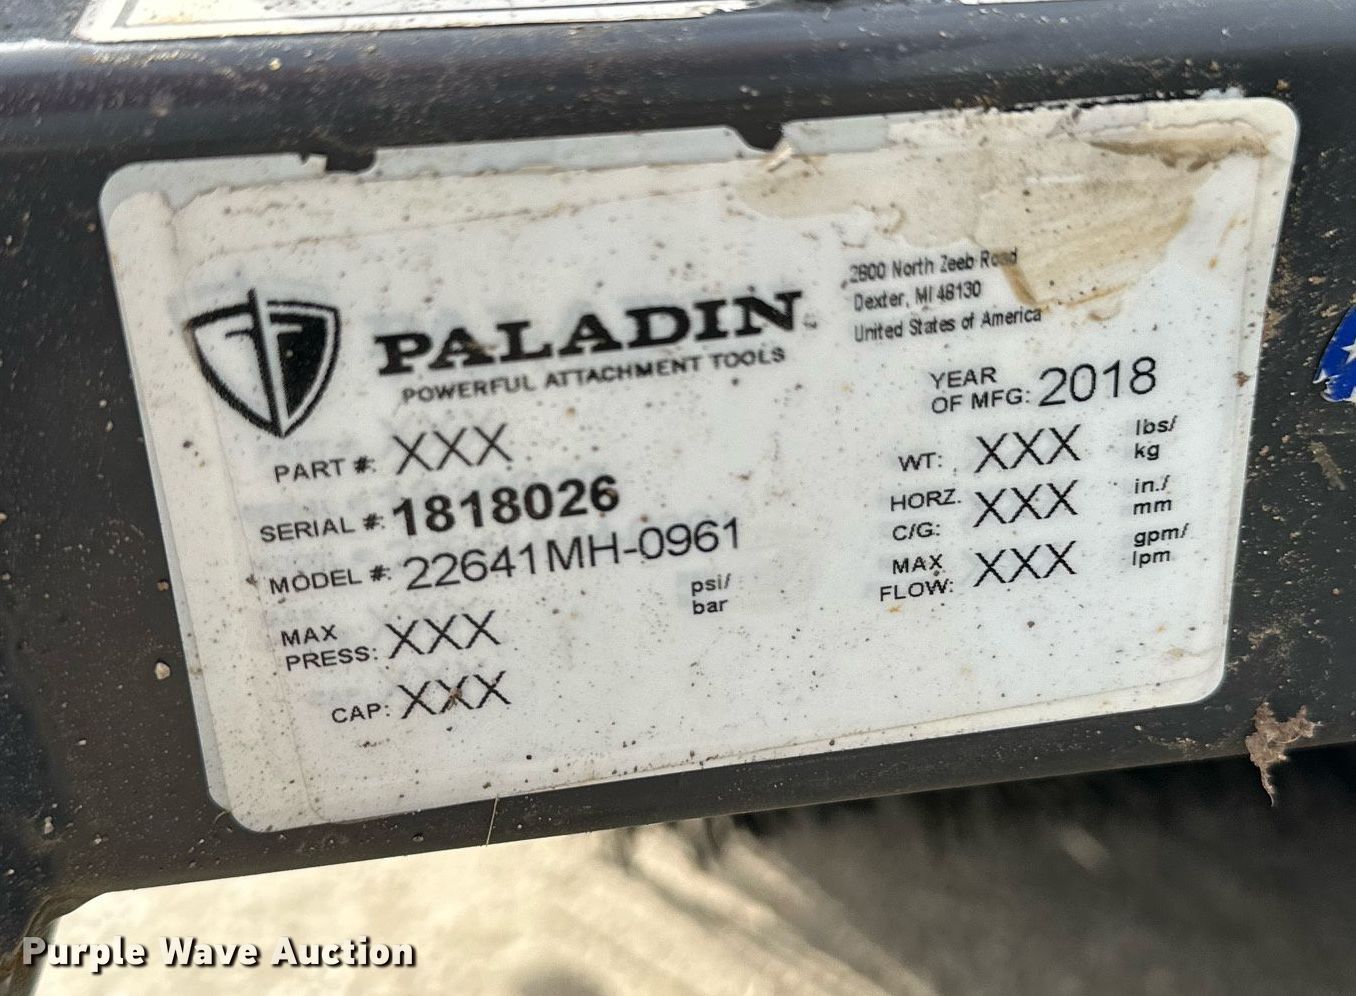 PALADIN
POWERFUL ATTACHMENT TOOLS
2800 North Zeeb Road
Dexter, MI 48130
United States of America
YEAR
OF MFG: 2018
PART #: XXX
SERIAL #: 1818026
MODEL #: 22641MH-0961
MAX
PRESS: XXX
psi/
bar
CAP: XXX
WT: XXX
lbs/
kg
HORZ.
C/G: XXX
in./
mm
MAX
FLOW: XXX
gpm/
lpm
Purple Wave Auction